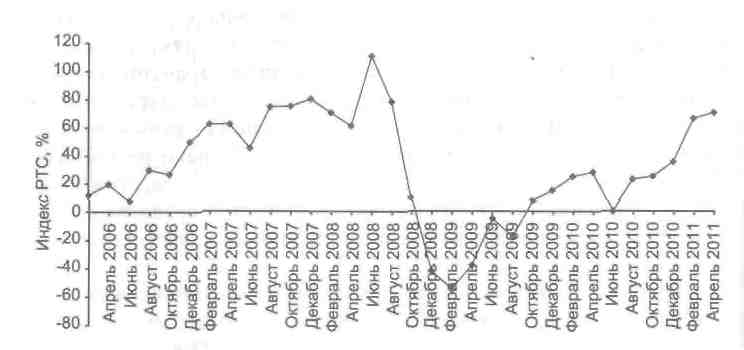 Индекс РТС, %
120
100
80
60
40
20
0
-20
-40
-60
-80
Апрель 2006
Июнь 2006
Август 2006
Октябрь 2006
Декабрь 2006
Февраль 2007
Апрель 2007
Июнь 2007
Август 2007
Октябрь 2007
Декабрь 2007
Февраль 2008
Апрель 2008
Июнь 2008
Август 2008
Октябрь 2008
Декабрь 2008
Февраль 2009
Апрель 2009
Июнь 2009
Август 2009
Октябрь 2009
Декабрь 2009
Февраль 2010
Апрель 2010
Июнь 2010
Август 2010
Октябрь 2010
Декабрь 2010
Февраль 2011
Апрель 2011